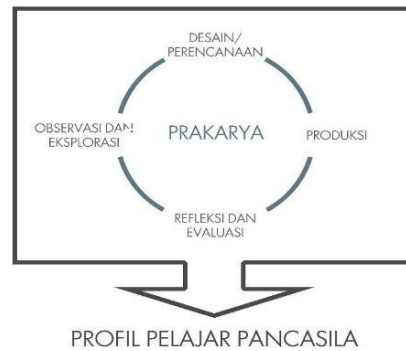 DESAIN/
PERENCANAAN
OBSERVASI DAN
EKSPLORASI
PRAKARYA
PRODUKSI
REFLEKSI DAN
EVALUASI
PROFIL PELAJAR PANCASILA